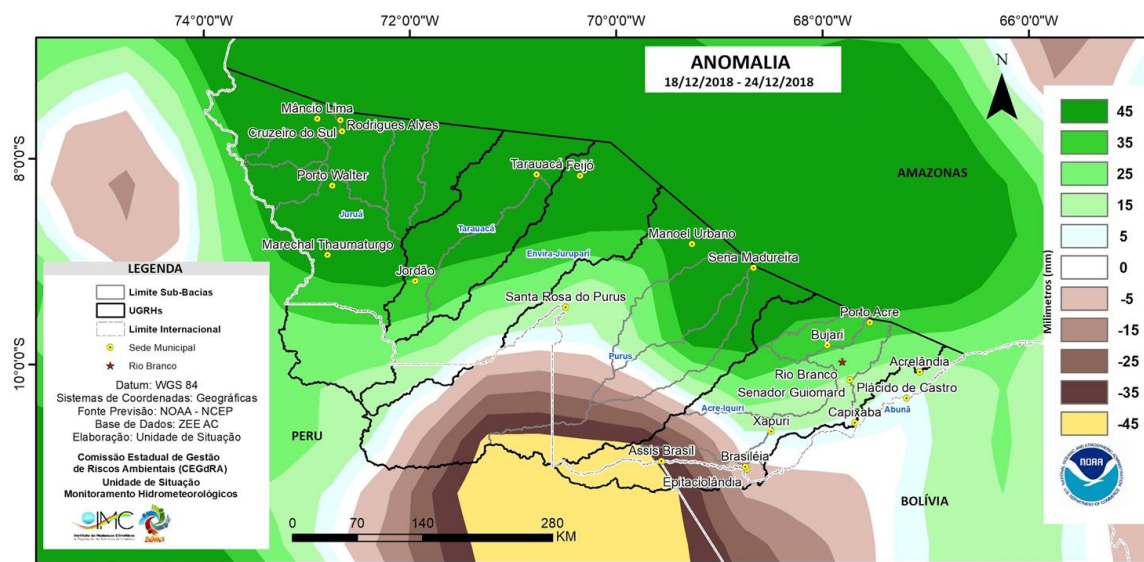 74°0'0"W 72°0'0"W 70°0'0"W 68°0'0"W 66°0'0"W
ANOMALIA
18/12/2018 - 24/12/2018
N
8°0'0"S
10°0'0"S
8°0'0"S
10°0'0"S
Mâncio Lima
Rodrigues Alves
Cruzeiro do Sul
Tarauacá
Feijó
AMAZONAS
Porto Walter
Juruá
Tarauacá
Manoel Urbano
Marechal Thaumaturgo
Envira-Jurupari
Sena Madureira
Jordão
Santa Rosa do Purus
Porto Acre
Bujari
Purus
Acrelândia
Rio Branco
Plácido de Castro
Senador Guiomard
Acre-Iquiri
Capixaba
Abunã
Xapuri
PERU
Assis Brasil
Brasiléia
Epitaciolândia
BOLÍVIA
LEGENDA
Limite Sub-Bacias
UGRHs
Limite Internacional
Sede Municipal
Rio Branco
Datum: WGS 84
Sistemas de Coordenadas: Geográficas
Fonte Previsão: NOAA - NCEP
Base de Dados: ZEE AC
Elaboração: Unidade de Situação
Comissão Estadual de Gestão
de Riscos Ambientais (CEGdRA)
Unidade de Situação
Monitoramento Hidrometeorológicos
IMC
0 70 140 280
KM
Milímetros (mm)
45
35
25
15
5
0
-5
-15
-25
-35
-45
NOAA